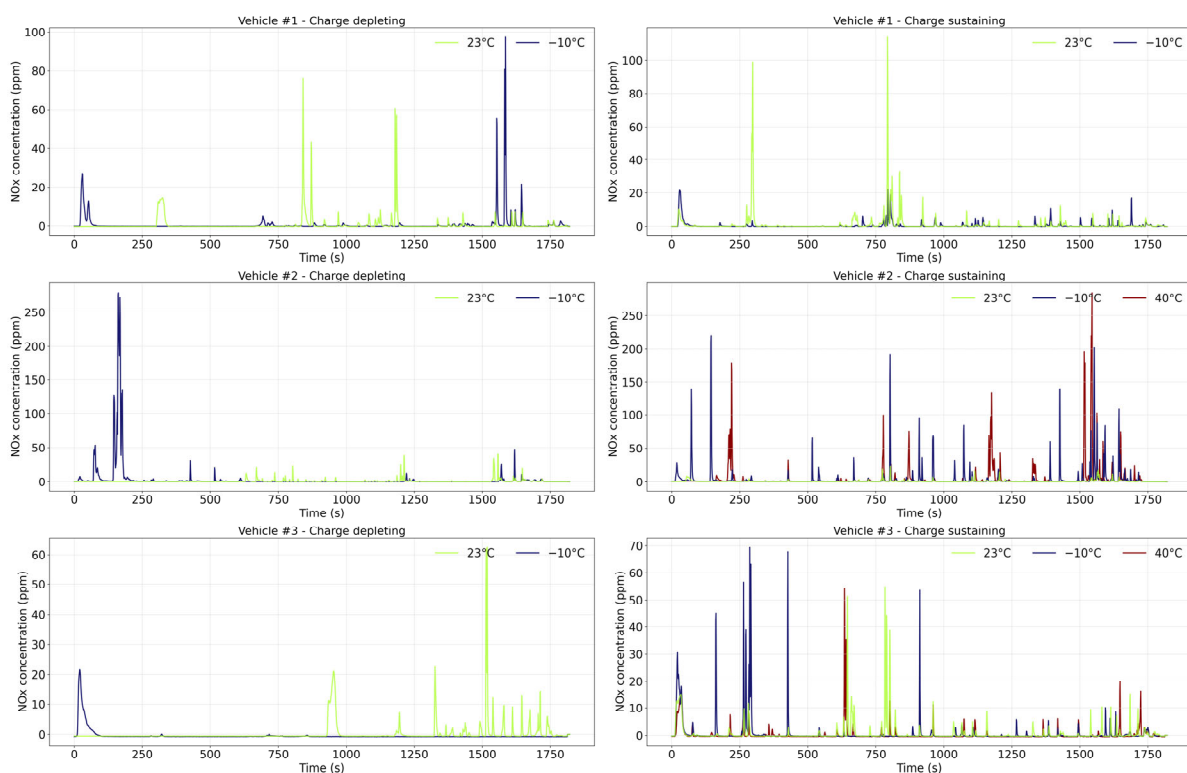 Vehicle #1 - Charge depleting
23°C −10°C
NOx concentration (ppm)
100
80
60
40
20
0
0 250 500 750 1000 1250 1500 1750
Time (s)
Vehicle #1 - Charge sustaining
23°C −10°C
NOx concentration (ppm)
100
80
60
40
20
0
0 250 500 750 1000 1250 1500 1750
Time (s)
Vehicle #2 - Charge depleting
23°C −10°C
NOx concentration (ppm)
250
200
150
100
50
0
0 250 500 750 1000 1250 1500 1750
Time (s)
Vehicle #2 - Charge sustaining
23°C −10°C 40°C
NOx concentration (ppm)
250
200
150
100
50
0
0 250 500 750 1000 1250 1500 1750
Time (s)
Vehicle #3 - Charge depleting
23°C −10°C
NOx concentration (ppm)
60
50
40
30
20
10
0
0 250 500 750 1000 1250 1500 1750
Time (s)
Vehicle #3 - Charge sustaining
23°C −10°C 40°C
NOx concentration (ppm)
70
60
50
40
30
20
10
0
0 250 500 750 1000 1250 1500 1750
Time (s)